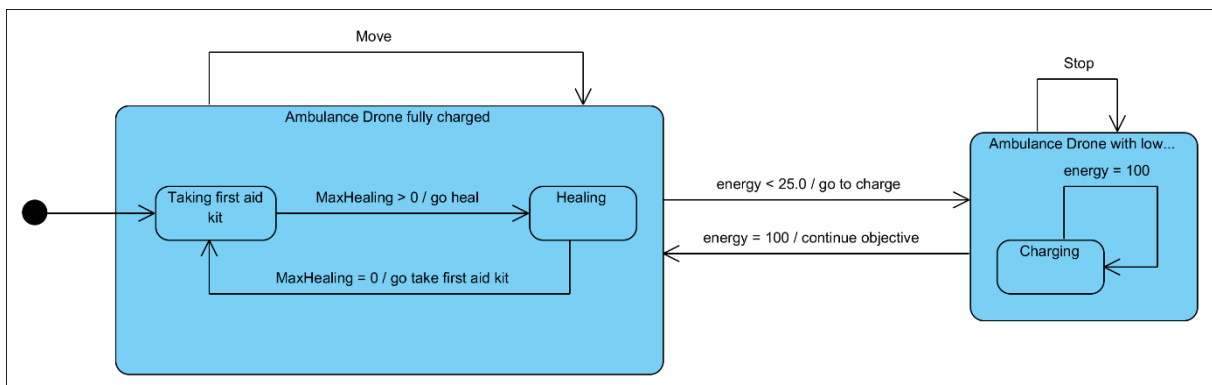 Move
Ambulance Drone fully charged
Taking first aid
kit
MaxHealing > 0 / go heal
Healing
MaxHealing = 0 / go take first aid kit
energy < 25.0 / go to charge
energy = 100 / continue objective
Stop
Ambulance Drone with low...
energy = 100
Charging